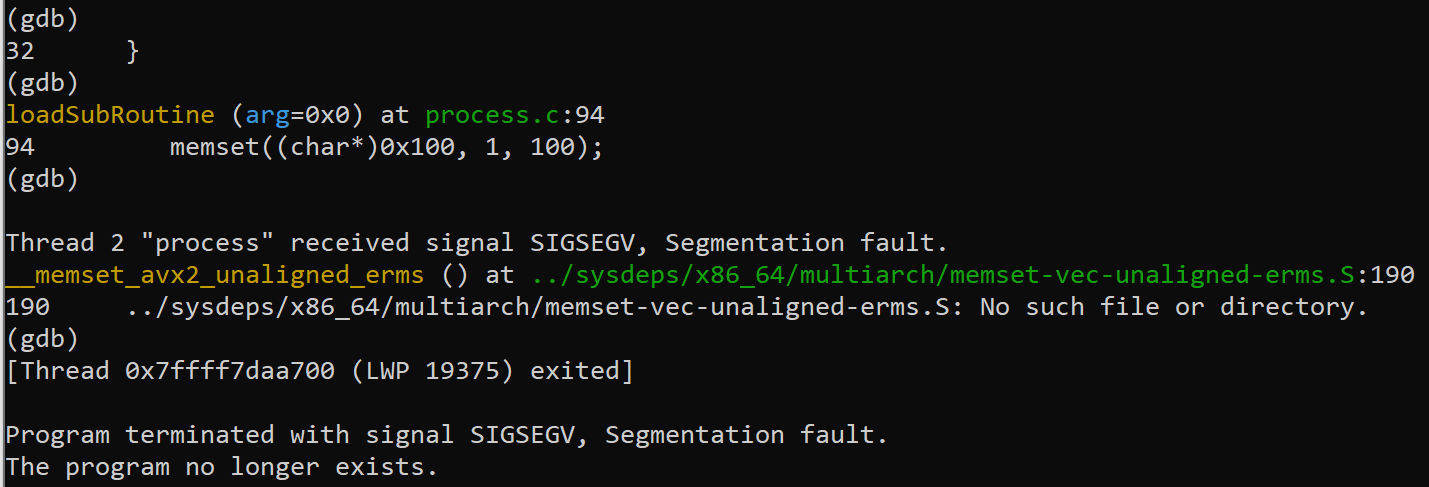 (gdb)
32      }
(gdb)
loadSubRoutine (arg=0x0) at process.c:94
94         memset((char*)0x100, 1, 100);
(gdb)
Thread 2 "process" received signal SIGSEGV, Segmentation fault.
__memset_avx2_unaligned_erms () at ../sysdeps/x86_64/multiarch/memset-vec-unaligned-erms.S:190
190     ../sysdeps/x86_64/multiarch/memset-vec-unaligned-erms.S: No such file or directory.
(gdb)
[Thread 0x7ffff7daa700 (LWP 19375) exited]
Program terminated with signal SIGSEGV, Segmentation fault.
The program no longer exists.